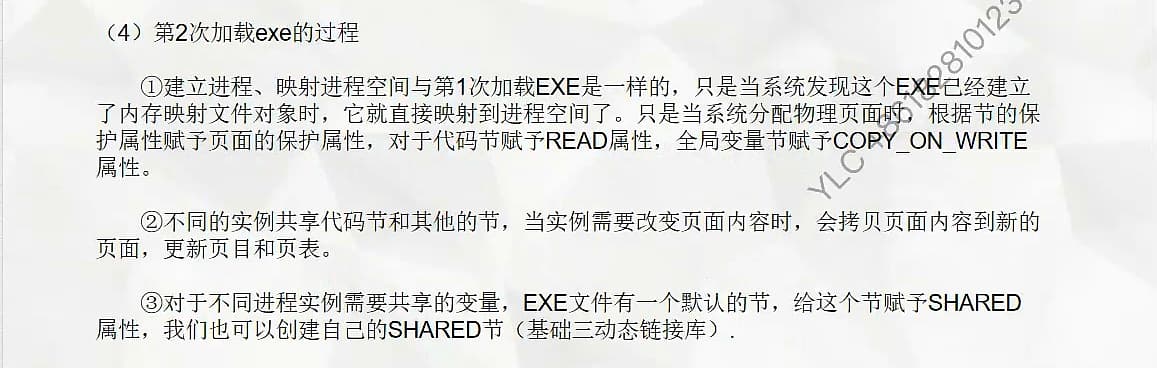 （4）第2次加载exe的过程
①建立进程、映射进程空间与第1次加载EXE是一样的，只是当系统发现这个EXE已经建立
了内存映射文件对象时，它就直接映射到进程空间了。只是当系统分配物理页面时，根据节的保
护属性赋予页面的保护属性，对于代码节赋予READ属性，全局变量节赋予COPY_ON_WRITE
属性。
②不同的实例共享代码节和其他的节，当实例需要改变页面内容时，会拷贝页面内容到新的
页面，更新页目和页表。
③对于不同进程实例需要共享的变量，EXE文件有一个默认的节，给这个节赋予SHARED
属性，我们也可以创建自己的SHARED节（基础三动态链接库）.
YLC